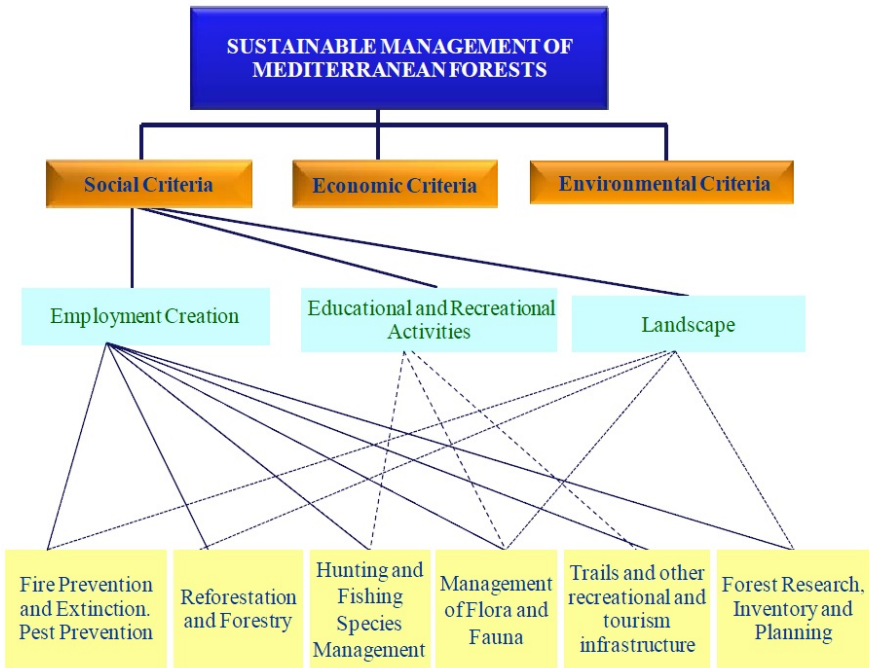 SUSTAINABLE MANAGEMENT OF
MEDITERRANEAN FORESTS
Social Criteria
Economic Criteria
Environmental Criteria
Employment Creation
Educational and Recreational
Activities
Landscape
Fire Prevention
and Extinction.
Pest Prevention
Reforestation
and Forestry
Hunting and
Fishing
Species
Management
Management
of Flora and
Fauna
Trails and other
recreational and
tourism
infrastructure
Forest Research,
Inventory and
Planning